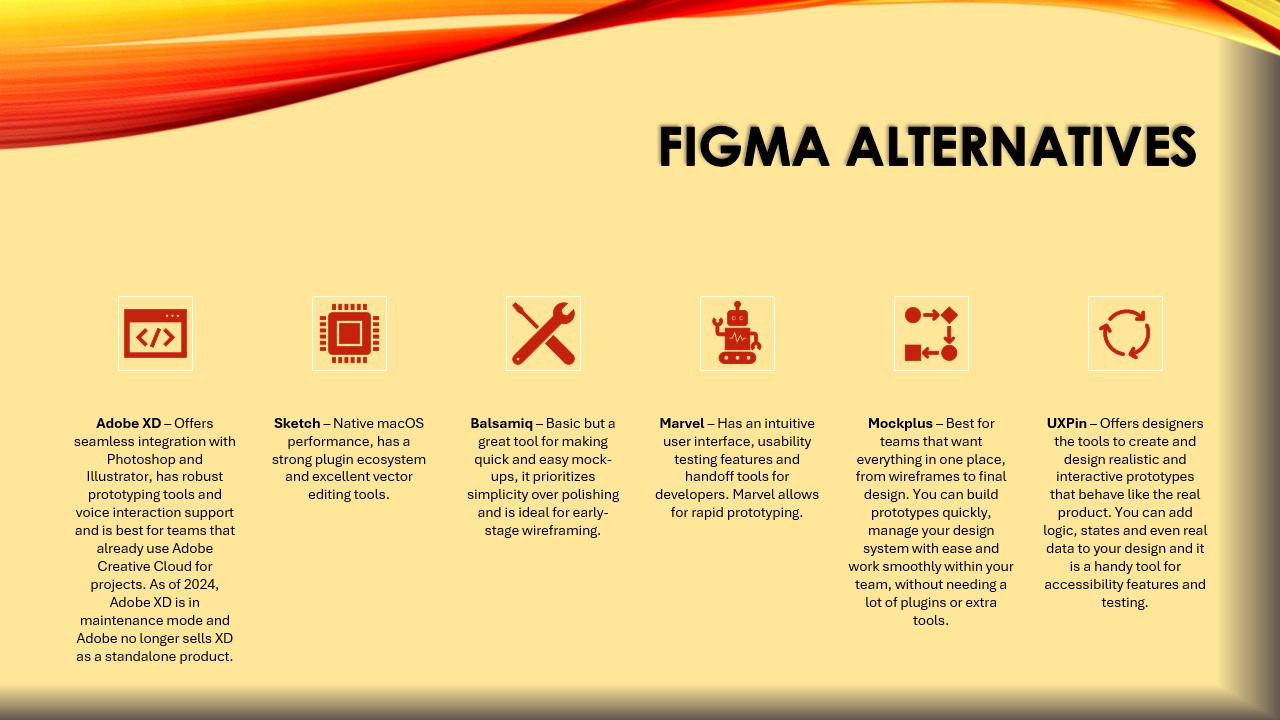 FIGMA ALTERNATIVES
Adobe XD – Offers
seamless integration with
Photoshop and
Illustrator, has robust
prototyping tools and
voice interaction support
and is best for teams that
already use Adobe
Creative Cloud for
projects. As of 2024,
Adobe XD is in
maintenance mode and
Adobe no longer sells XD
as a standalone product.
Sketch – Native macOS
performance, has a
strong plugin ecosystem
and excellent vector
editing tools.
Balsamiq – Basic but a
great tool for making
quick and easy mock-
ups, it prioritizes
simplicity over polishing
and is ideal for early-
stage wireframing.
Marvel – Has an intuitive
user interface, usability
testing features and
handoff tools for
developers. Marvel allows
for rapid prototyping.
Mockplus – Best for
teams that want
everything in one place,
from wireframes to final
design. You can build
prototypes quickly,
manage your design
system with ease and
work smoothly within your
team, without needing a
lot of plugins or extra
tools.
UXPin – Offers designers
the tools to create and
design realistic and
interactive prototypes
that behave like the real
product. You can add
logic, states and even real
data to your design and it
is a handy tool for
accessibility features and
testing.